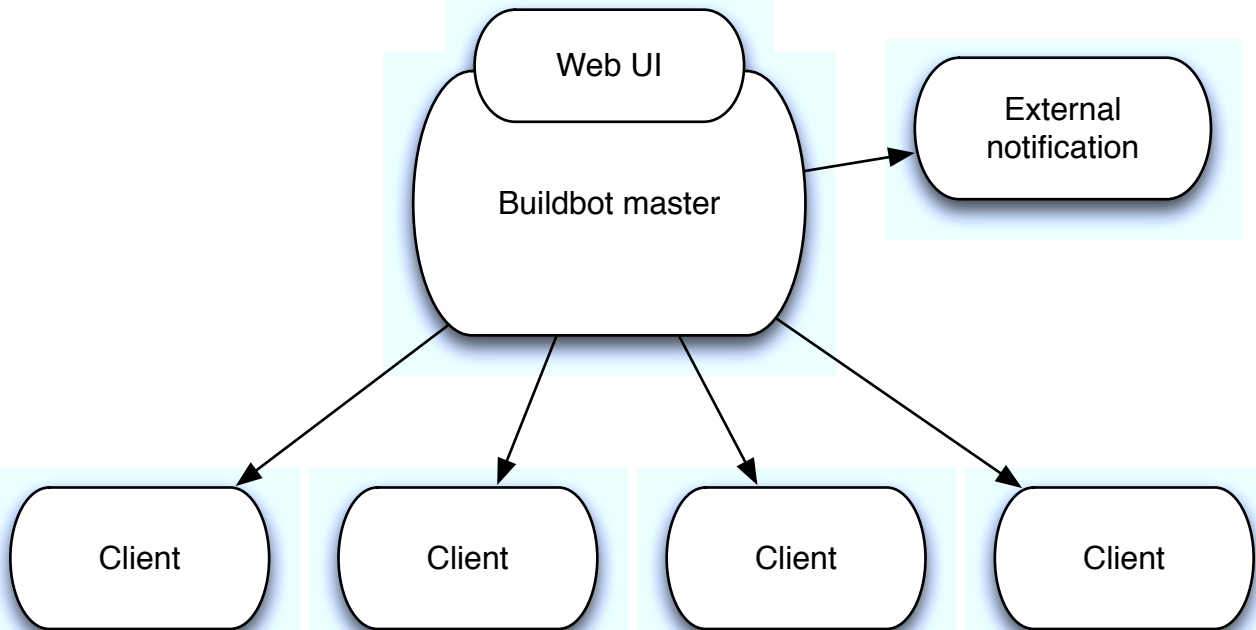 Web UI
External
notification
Buildbot master
Client
Client
Client
Client